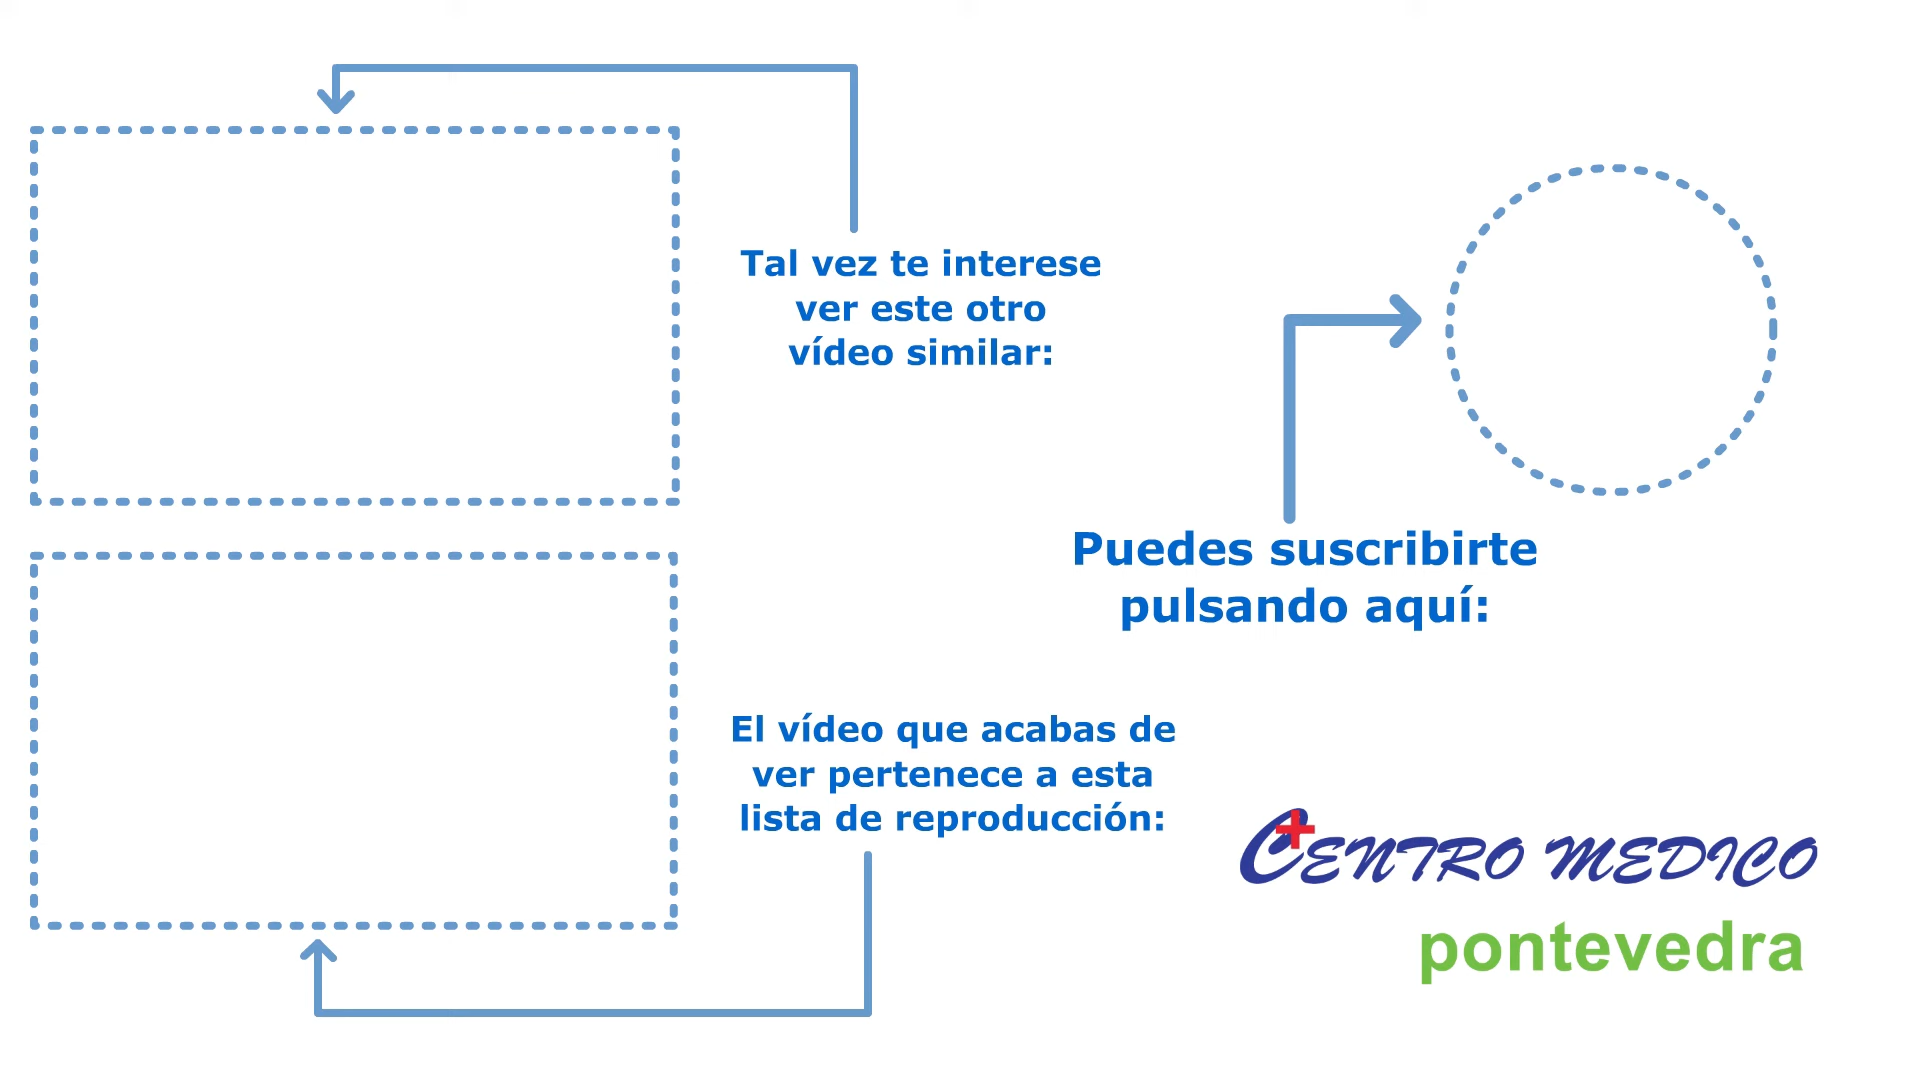 Tal vez te interese
ver este otro
vídeo similar:
Puedes suscribirte
pulsando aquí:
El vídeo que acabas de
ver pertenece a esta
lista de reproducción:
CENTRO MEDICO
pontevedra